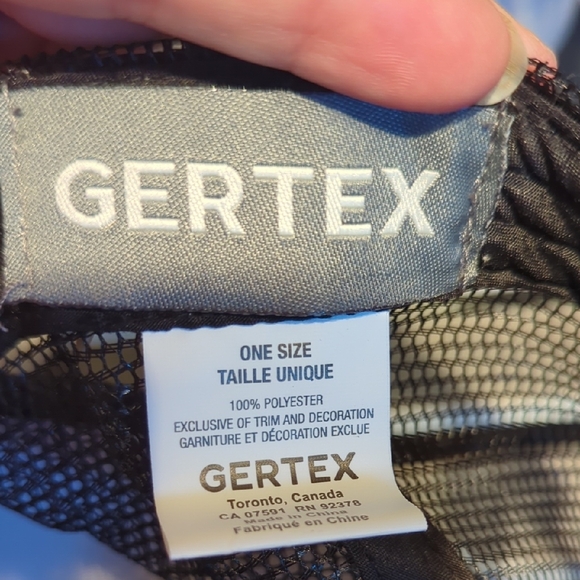 GERTEX
ONE SIZE
TAILLE UNIQUE
100% POLYESTER
EXCLUSIVE OF TRIM AND DECORATION
GARNITURE ET DÉCORATION EXCLUE
GERTEX
Toronto, Canada
CA 07591 RN 92378
Made in China
Fabriqué en Chine